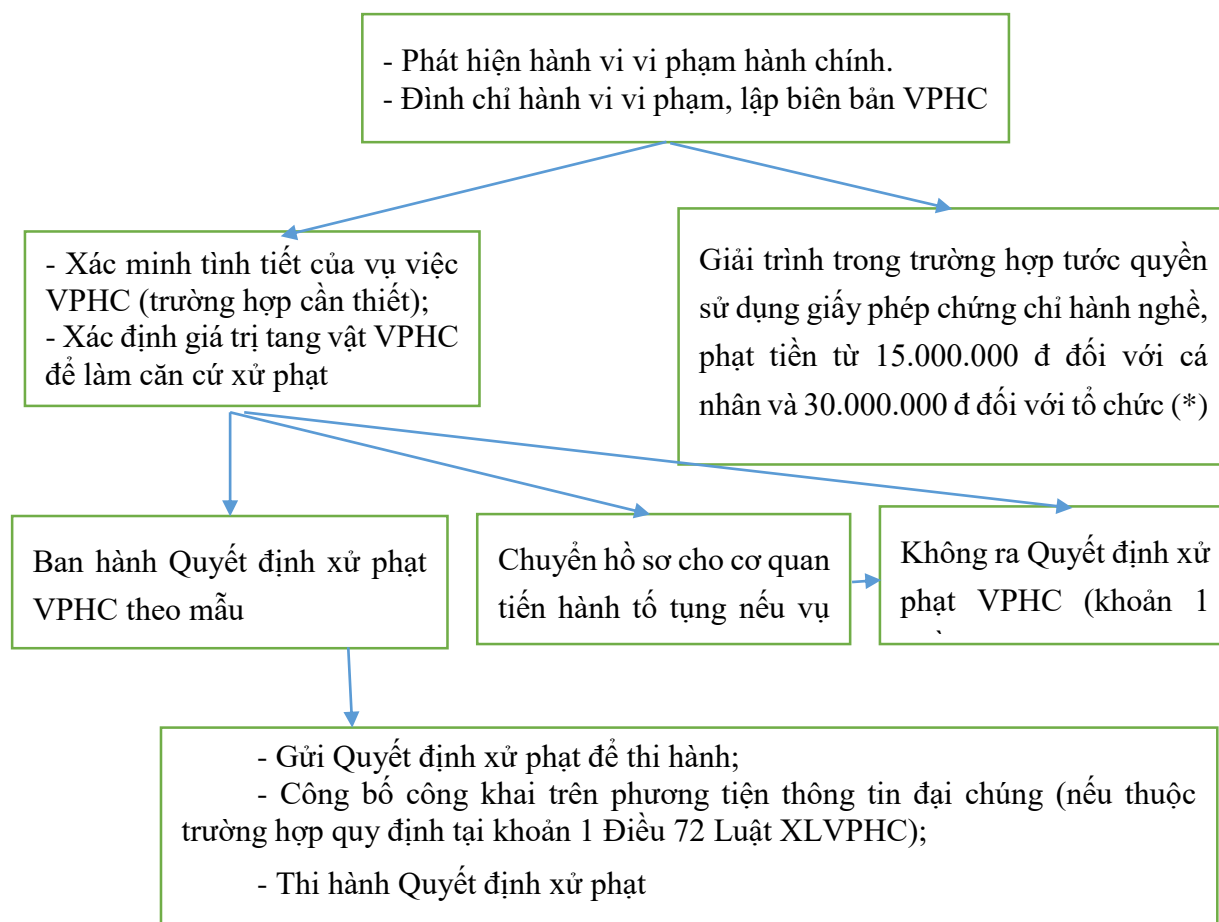 - Phát hiện hành vi vi phạm hành chính.
- Đình chỉ hành vi vi phạm, lập biên bản VPHC
- Xác minh tình tiết của vụ việc
VPHC (trường hợp cần thiết);
- Xác định giá trị tang vật VPHC
để làm căn cứ xử phạt
Giải trình trong trường hợp tước quyền
sử dụng giấy phép chứng chỉ hành nghề,
phạt tiền từ 15.000.000 đ đối với cá
nhân và 30.000.000 đ đối với tổ chức (*)
Ban hành Quyết định xử phạt
VPHC theo mẫu
Chuyển hồ sơ cho cơ quan
tiến hành tố tụng nếu vụ
Không ra Quyết định xử
phạt VPHC (khoản 1
- Gửi Quyết định xử phạt để thi hành;
- Công bố công khai trên phương tiện thông tin đại chúng (nếu thuộc
trường hợp quy định tại khoản 1 Điều 72 Luật XLVPHC);
- Thi hành Quyết định xử phạt